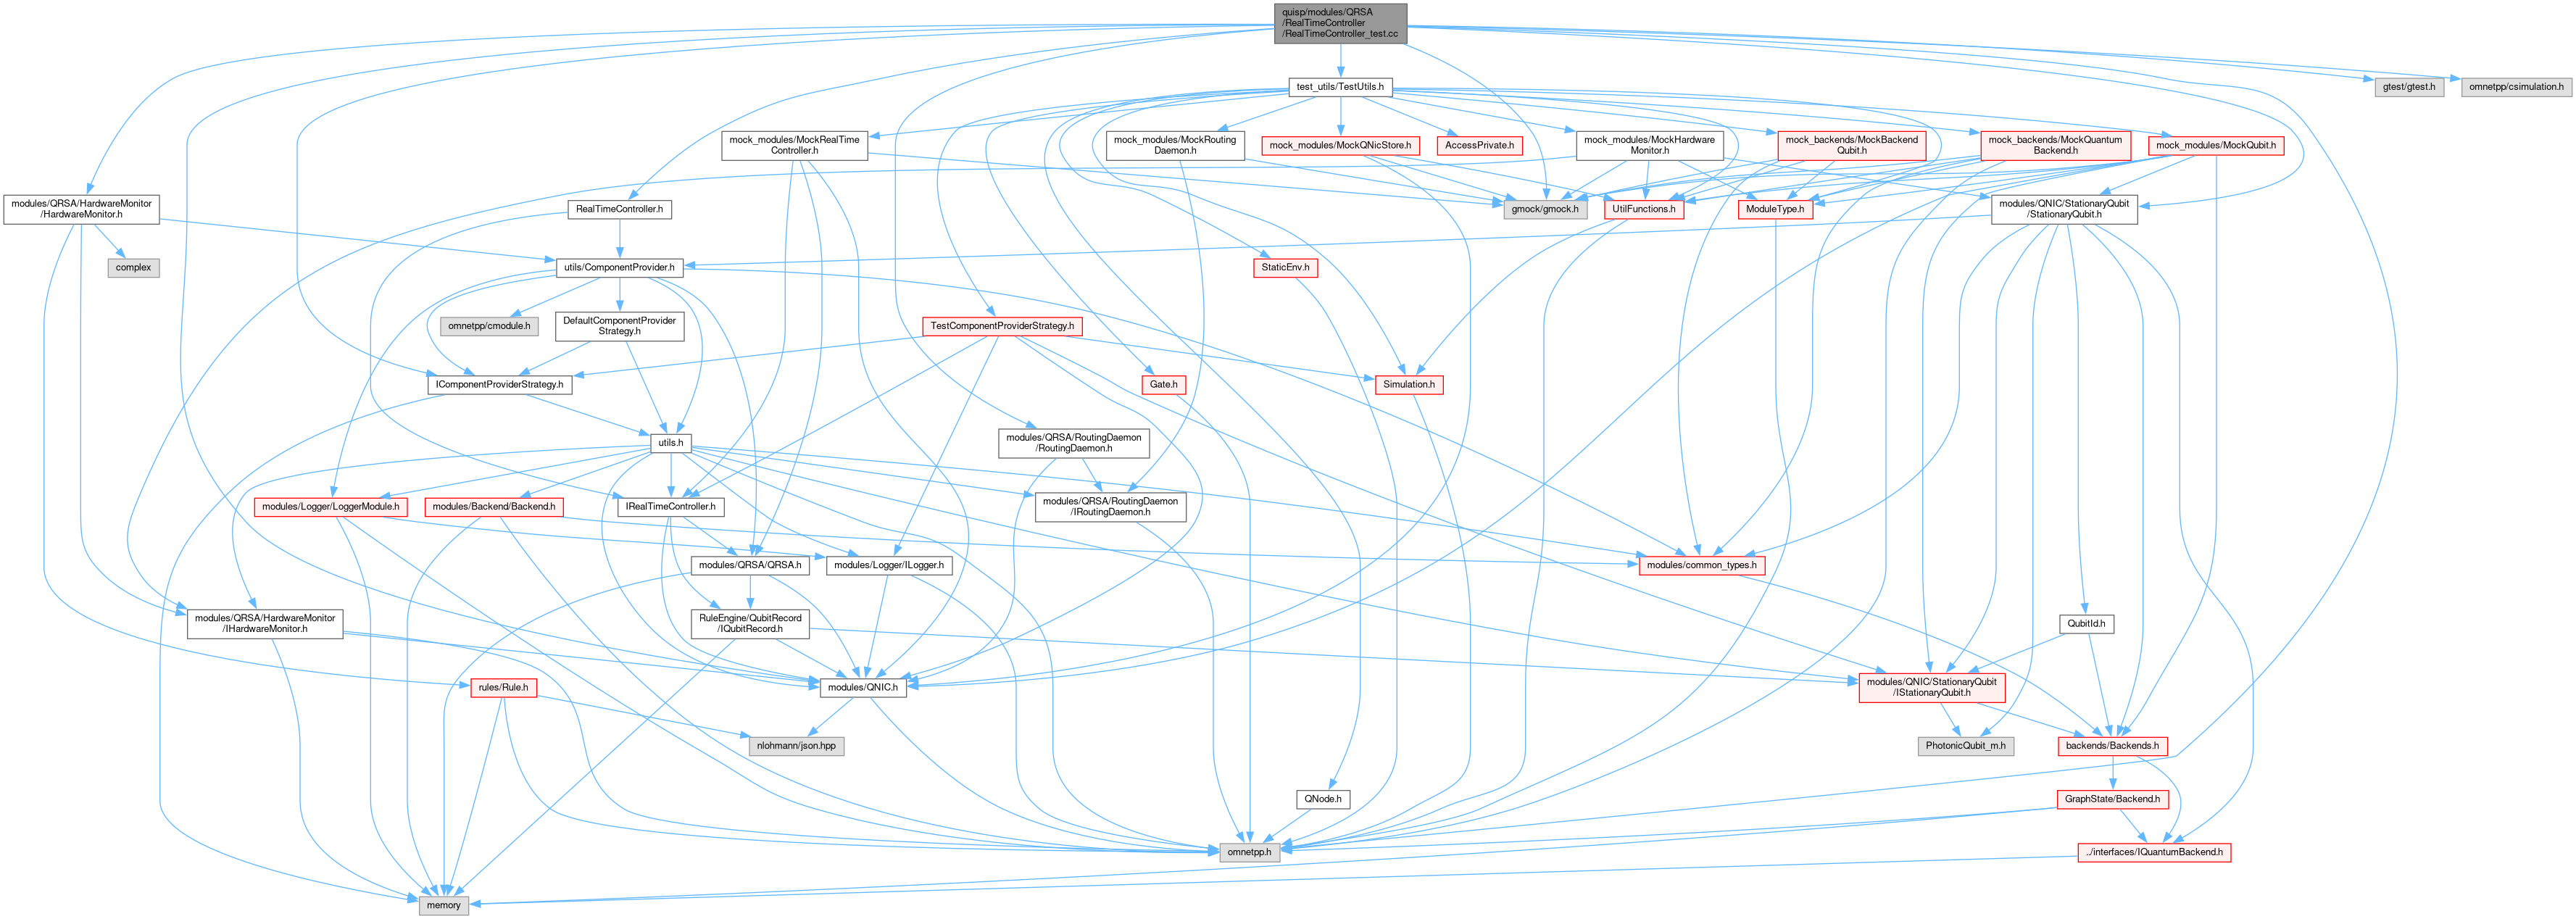 quisp/modules/QRSA
/RealTimeController
/RealTimeController_test.cc
test_utils/TestUtils.h
gtest/gtest.h
omnetpp/csimulation.h
mock_modules/MockRealTime
Controller.h
mock_modules/MockRouting
Daemon.h
mock_modules/MockQNicStore.h
AccessPrivate.h
mock_modules/MockHardware
Monitor.h
mock_backends/MockBackend
Qubit.h
mock_backends/MockQuantum
Backend.h
mock_modules/MockQubit.h
modules/QRSA/HardwareMonitor
/HardwareMonitor.h
RealTimeController.h
gmock/gmock.h
UtilFunctions.h
ModuleType.h
modules/QNIC/StationaryQubit
/StationaryQubit.h
complex
utils/ComponentProvider.h
StaticEnv.h
omnetpp/cmodule.h
DefaultComponentProvider
Strategy.h
TestComponentProviderStrategy.h
IComponentProviderStrategy.h
Gate.h
Simulation.h
utils.h
modules/QRSA/RoutingDaemon
/RoutingDaemon.h
modules/Logger/LoggerModule.h
modules/Backend/Backend.h
IRealTimeController.h
modules/QRSA/RoutingDaemon
/IRoutingDaemon.h
modules/QRSA/QRSA.h
modules/Logger/ILogger.h
modules/common_types.h
modules/QRSA/HardwareMonitor
/IHardwareMonitor.h
RuleEngine/QubitRecord
/IQubitRecord.h
QubitId.h
rules/Rule.h
modules/QNIC.h
modules/QNIC/StationaryQubit
/IStationaryQubit.h
nlohmann/json.hpp
PhotonicQubit_m.h
backends/Backends.h
QNode.h
GraphState/Backend.h
omnetpp.h
../interfaces/IQuantumBackend.h
memory